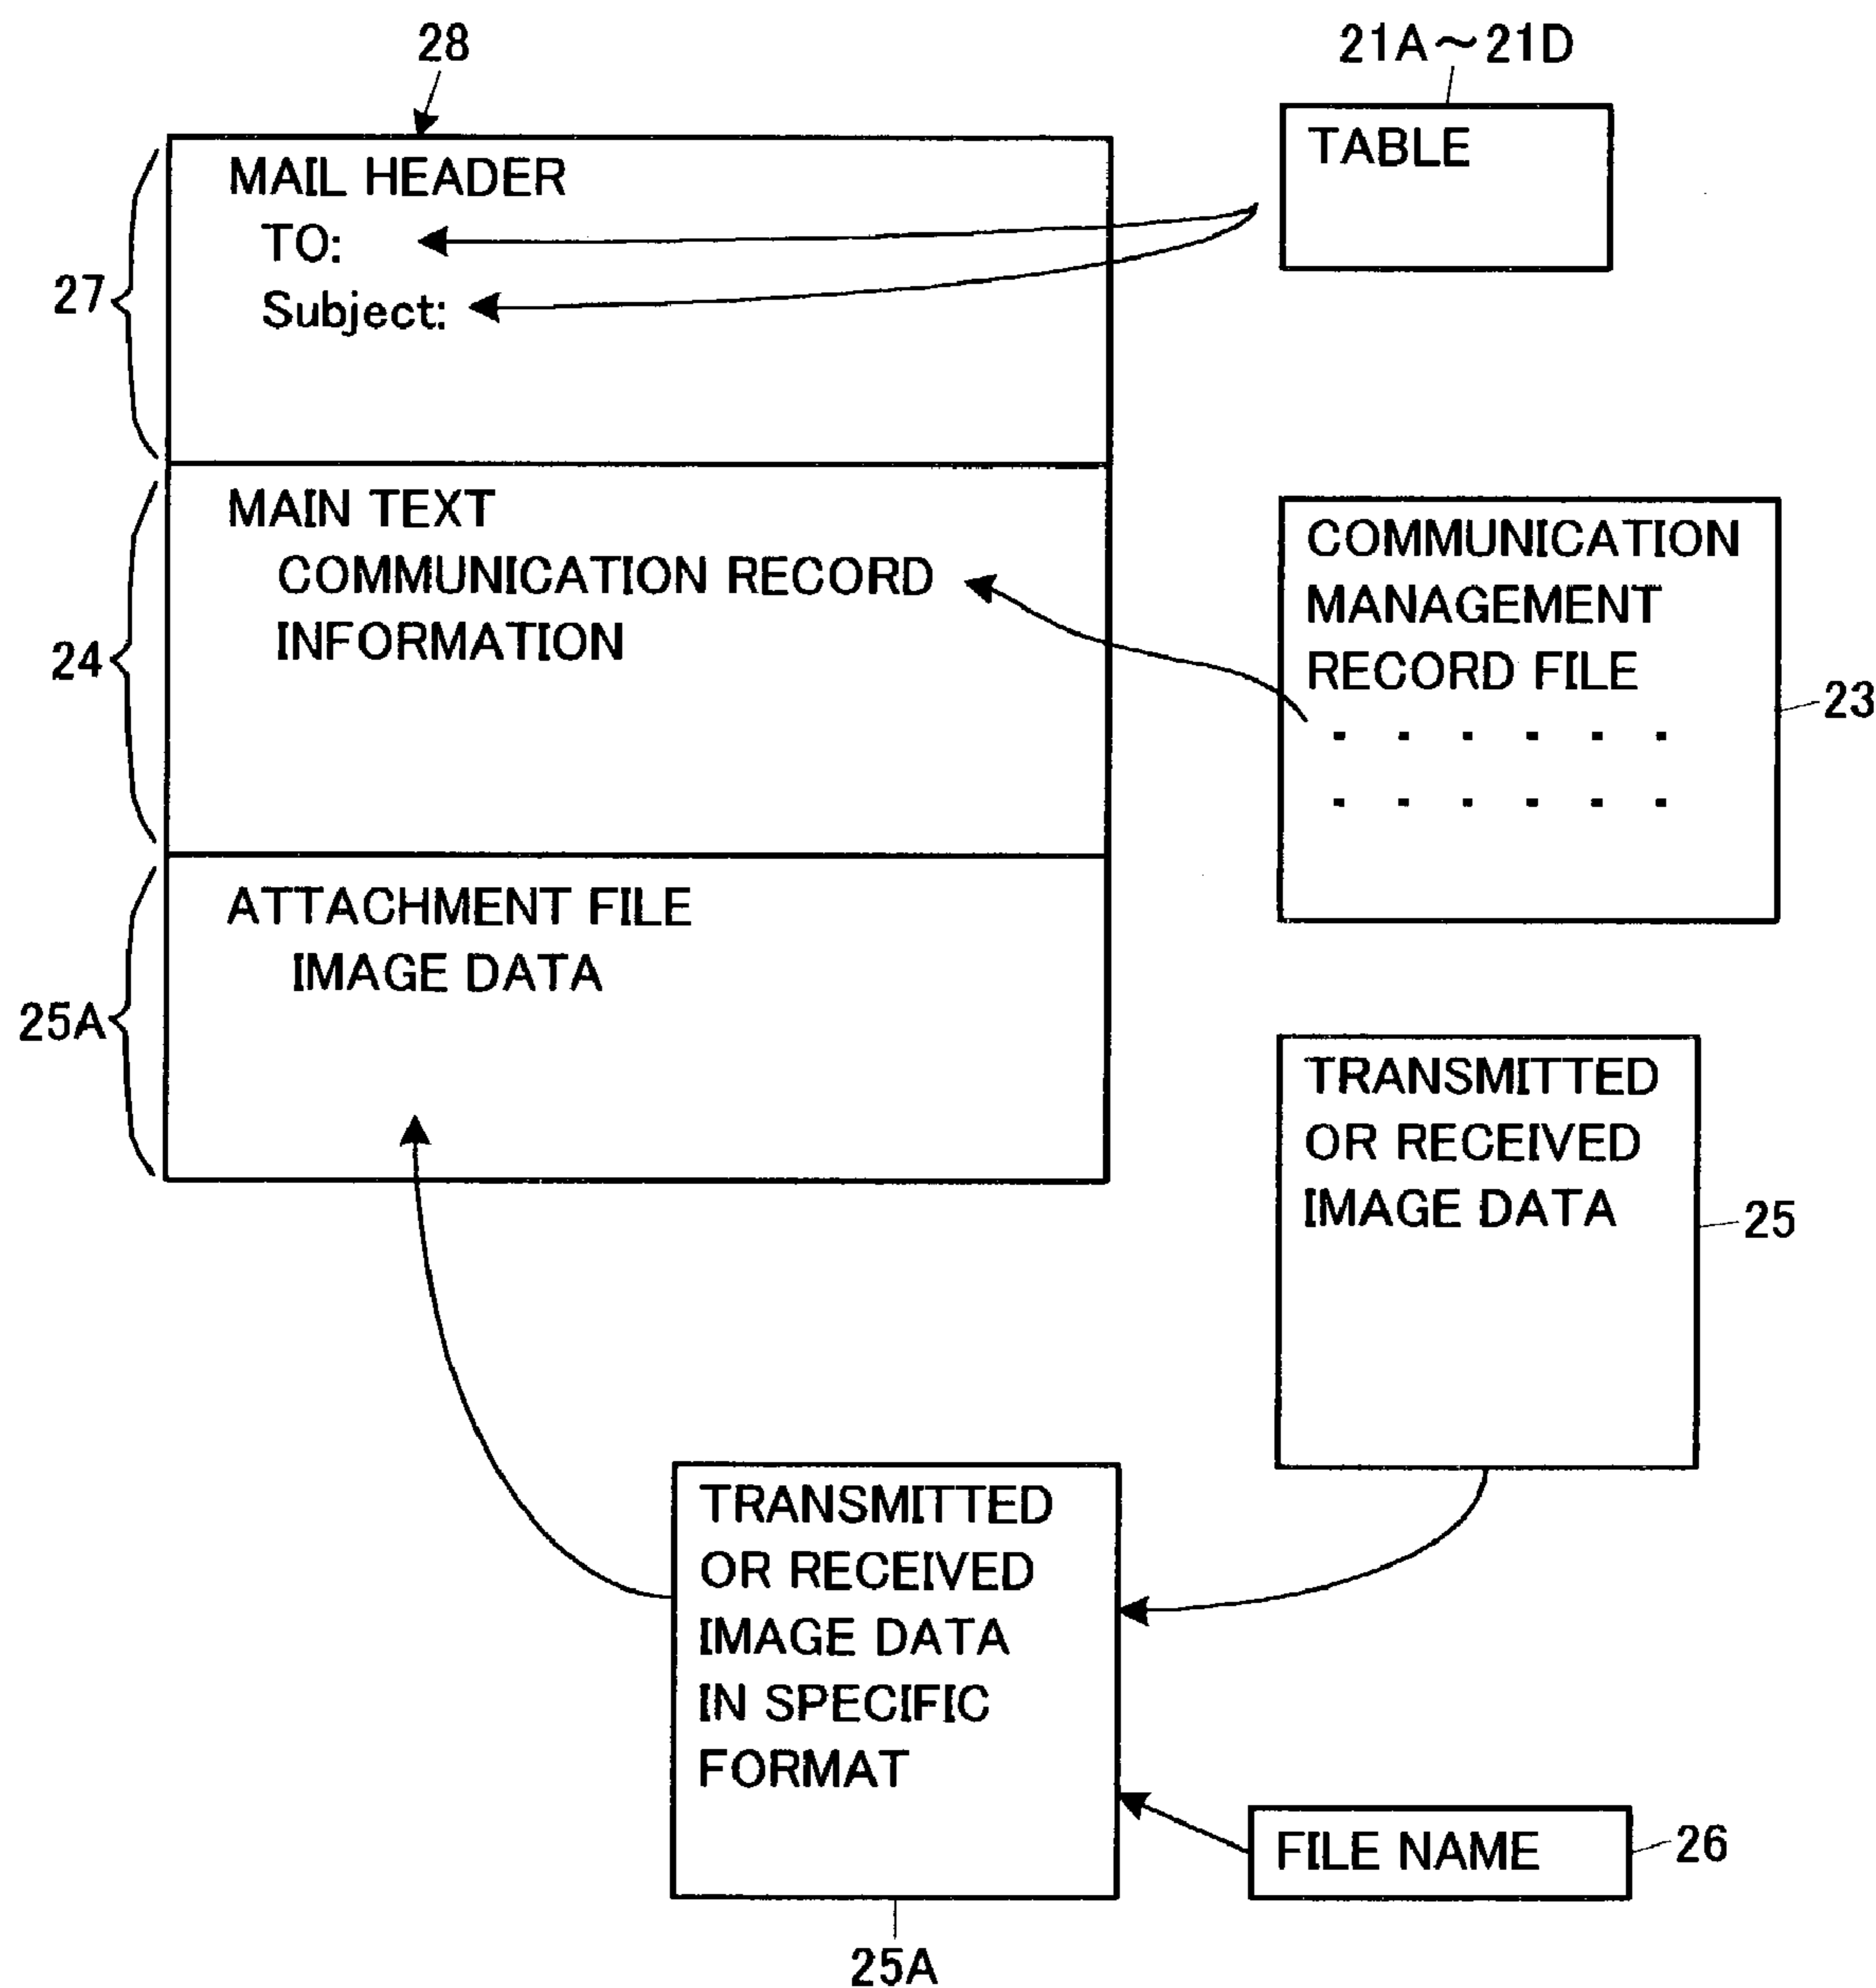 28
21A～21D
MAIL HEADER
TO:
Subject:
27
TABLE
MAIN TEXT
COMMUNICATION RECORD
INFORMATION
24
COMMUNICATION
MANAGEMENT
RECORD FILE
23
ATTACHMENT FILE
IMAGE DATA
25A
TRANSMITTED
OR RECEIVED
IMAGE DATA
25
TRANSMITTED
OR RECEIVED
IMAGE DATA
IN SPECIFIC
FORMAT
25A
FILE NAME
26